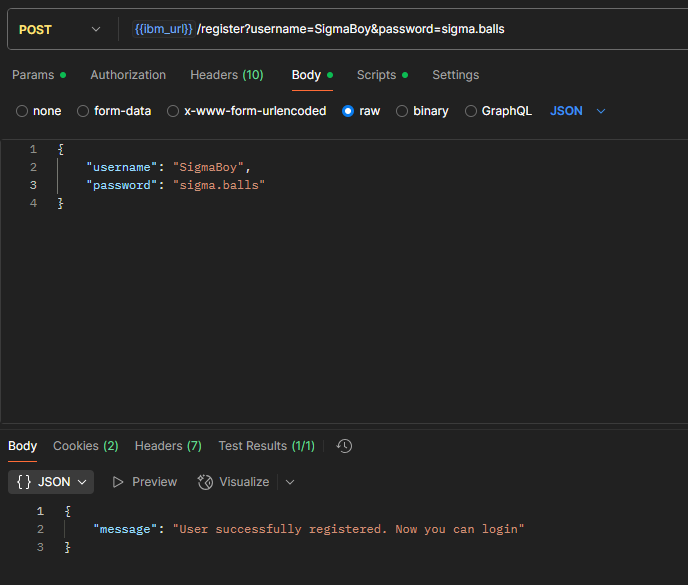 POST {{ibm_url}} /register?username=SigmaBoy&password=sigma.balls
Params Authorization Headers (10) Body Scripts Settings
none form-data x-www-form-urlencoded raw binary GraphQL JSON
1 {
2 "username": "SigmaBoy",
3 "password": "sigma.balls"
4 }
Body Cookies (2) Headers (7) Test Results (1/1)
{} JSON Preview Visualize
1 {
2 "message": "User successfully registered. Now you can login"
3 }